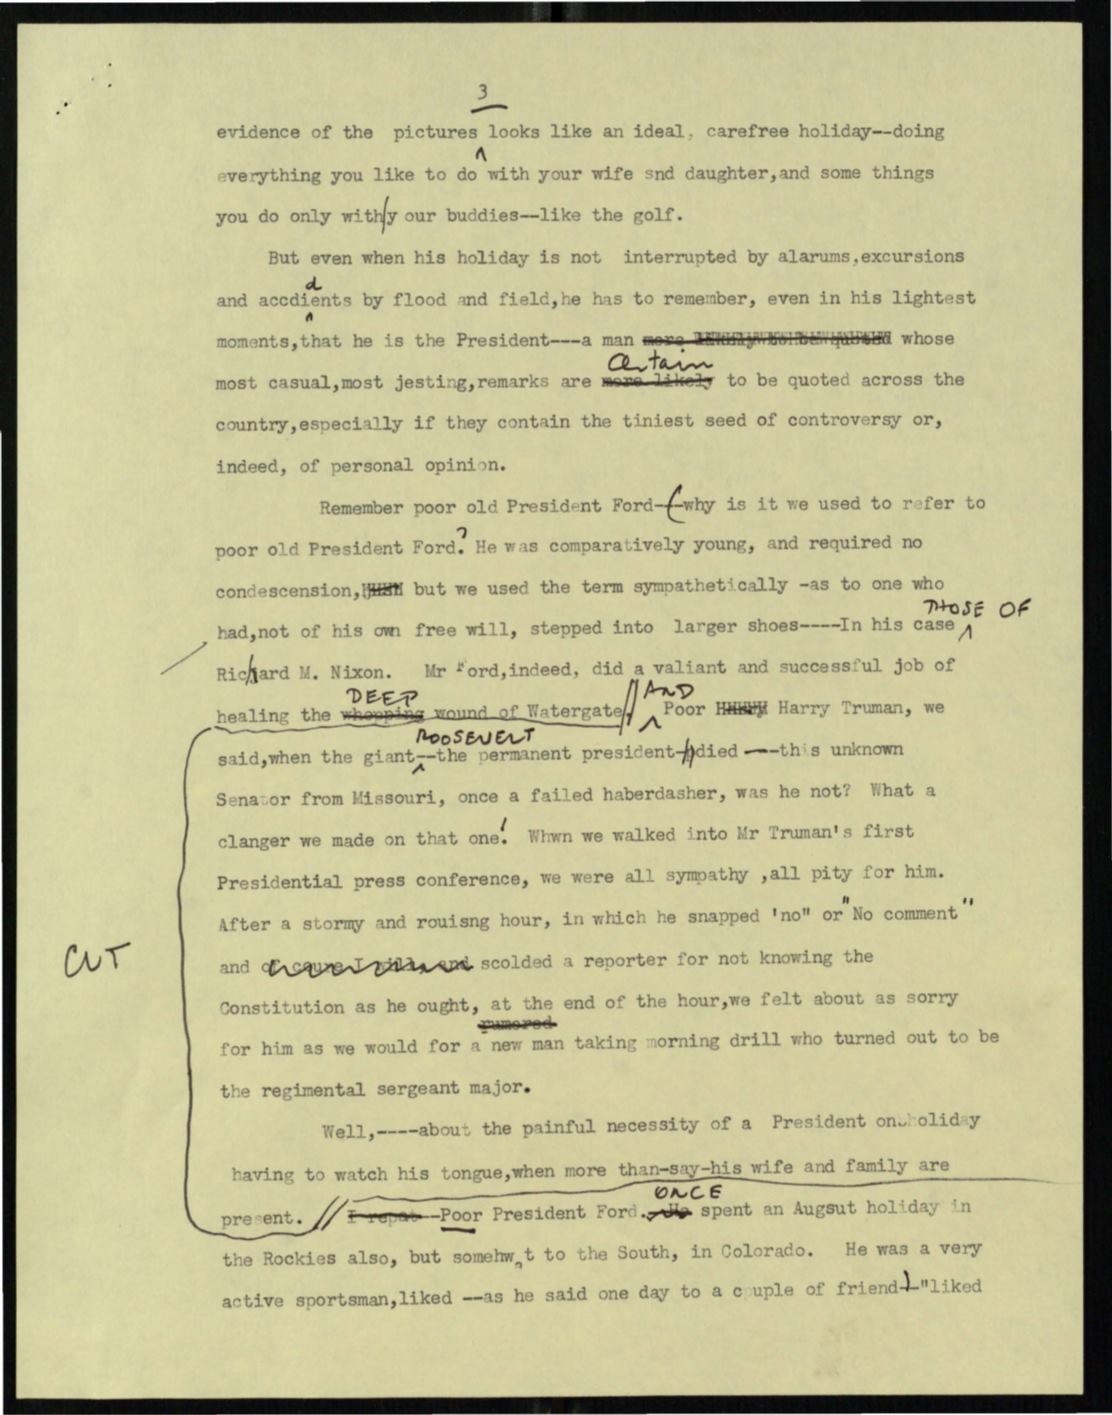 3
evidence of the pictures looks like an ideal, carefree holiday--doing
everything you like to do with your wife snd daughter,and some things
you do only with/y our buddies--like the golf.
But even when his holiday is not interrupted by alarums,excursions
d
and accdients by flood and field,he has to remember, even in his lightest
moments,that he is the President---a man more likely to be quoted whose
certain
most casual,most jesting,remarks are more likely to be quoted across the
country,especially if they contain the tiniest seed of controversy or,
indeed, of personal opinion.
Remember poor old President Ford--(why is it we used to refer to
poor old President Ford? He was comparatively young, and required no
condescension, but we used the term sympathetically -as to one who
THOSE OF
had,not of his own free will, stepped into larger shoes----In his case
Richard M. Nixon. Mr Ford,indeed, did a valiant and successful job of
DEEP AND
healing the whopping wound of Watergate// Poor Harry Truman, we
ROOSEVELT
said,when the giant--the permanent president-died ---this unknown
Senator from Missouri, once a failed haberdasher, was he not? What a
clanger we made on that one! Whwn we walked into Mr Truman's first
Presidential press conference, we were all sympathy ,all pity for him.
After a stormy and rouisng hour, in which he snapped 'no" or "No comment"
CUT
and of course I will, and scolded a reporter for not knowing the
Constitution as he ought, at the end of the hour,we felt about as sorry
rumored
for him as we would for a new man taking morning drill who turned out to be
the regimental sergeant major.
Well,----about the painful necessity of a President on holiday
having to watch his tongue,when more than-say-his wife and family are
ONCE
present. // I repat--Poor President Ford. He spent an Augsut holiday in
the Rockies also, but somehw t to the South, in Colorado. He was a very
active sportsman,liked --as he said one day to a couple of friend)-"liked